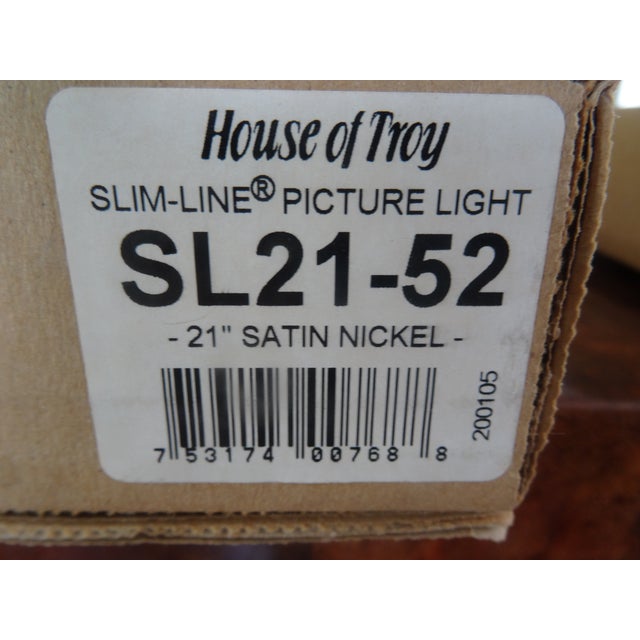 House of Troy
SLIM-LINE® PICTURE LIGHT
SL21-52
- 21" SATIN NICKEL -
200105
7 53174 00768 8